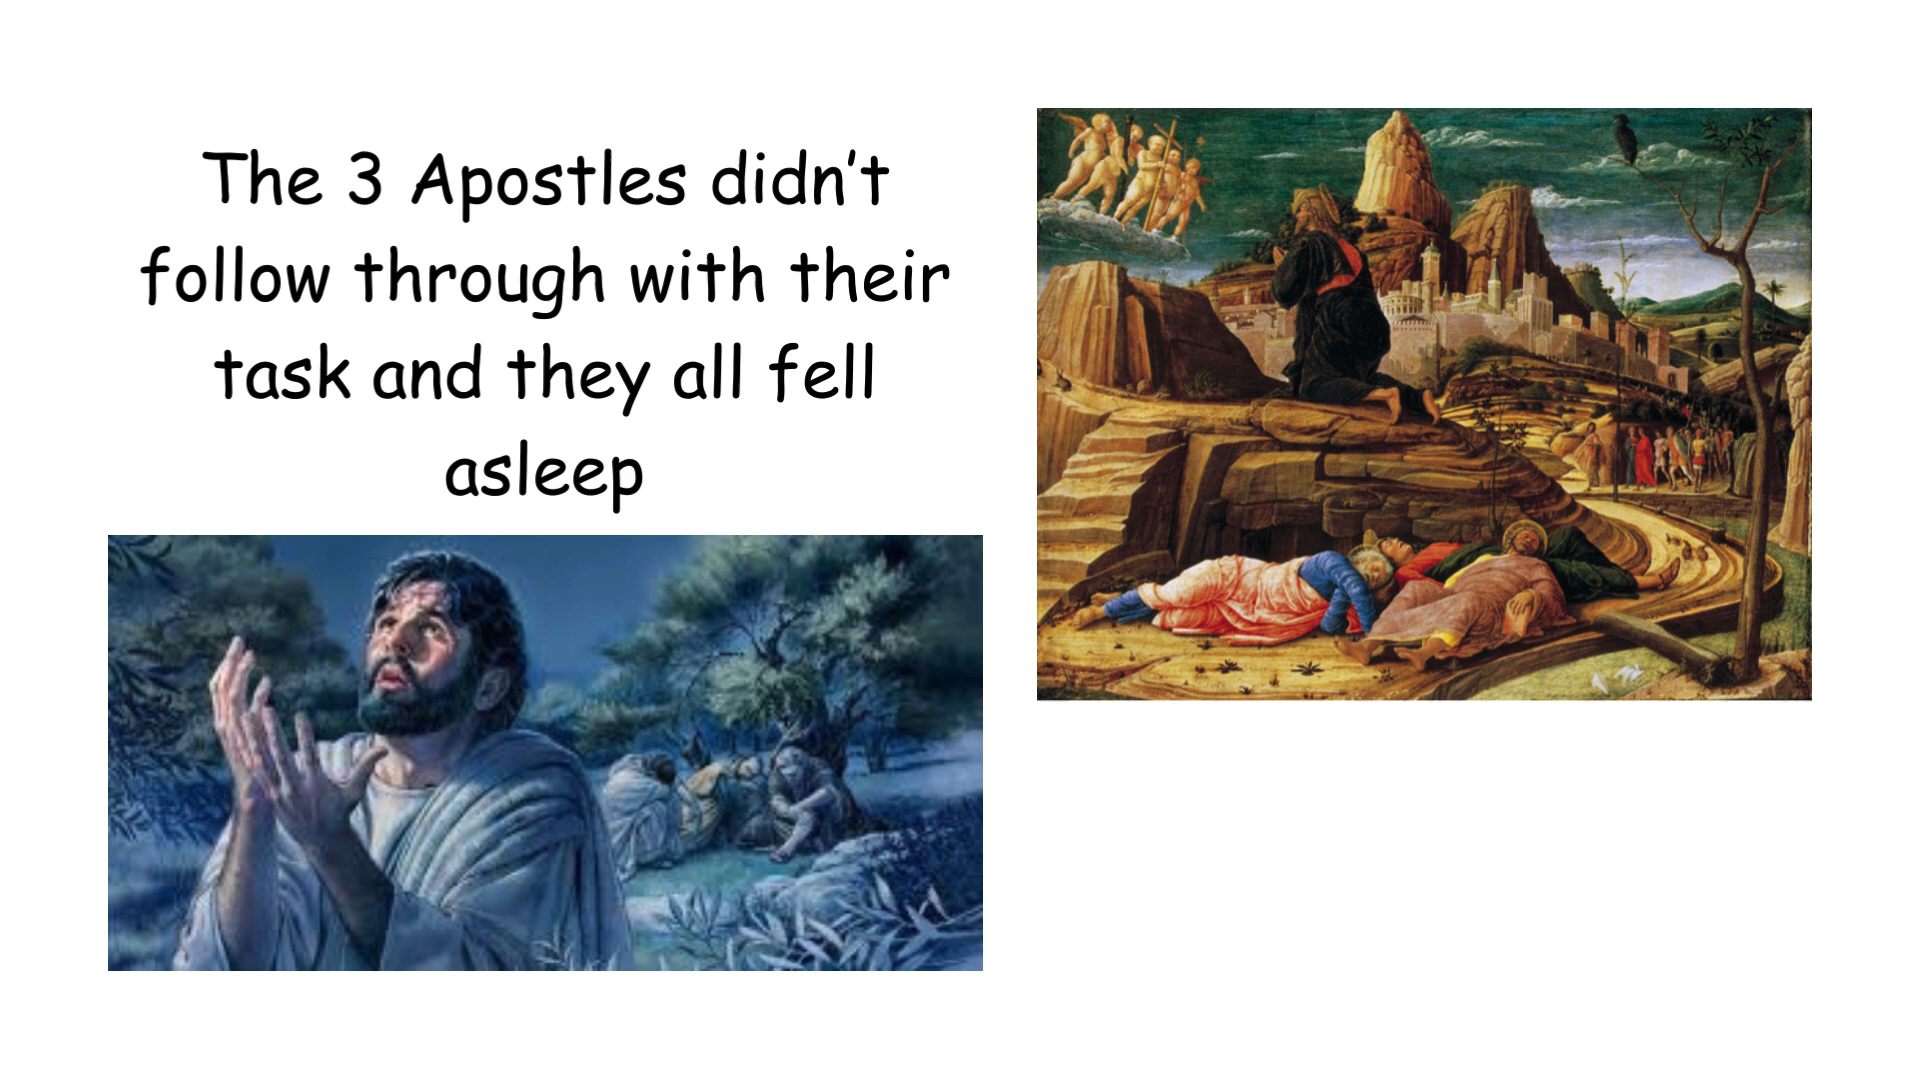 The 3 Apostles didn’t
follow through with their
task and they all fell
asleep